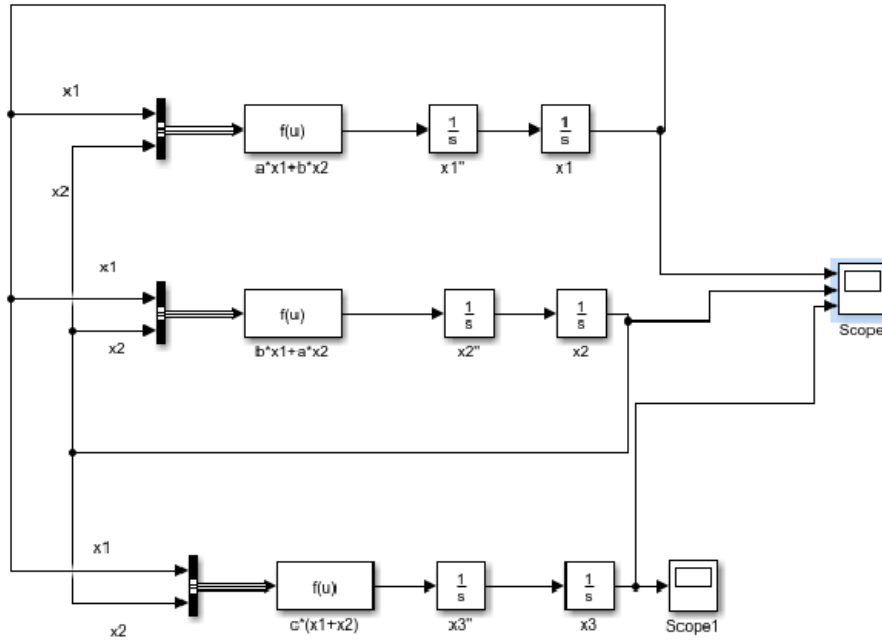 x1
f(u)
1
s
1
s
a*x1+b*x2
x1"
x1
x2
x1
f(u)
1
s
1
s
Scope
x2
b*x1+a*x2
x2"
x2
x1
f(u)
1
s
1
s
x2
c*(x1+x2)
x3"
x3
Scope1